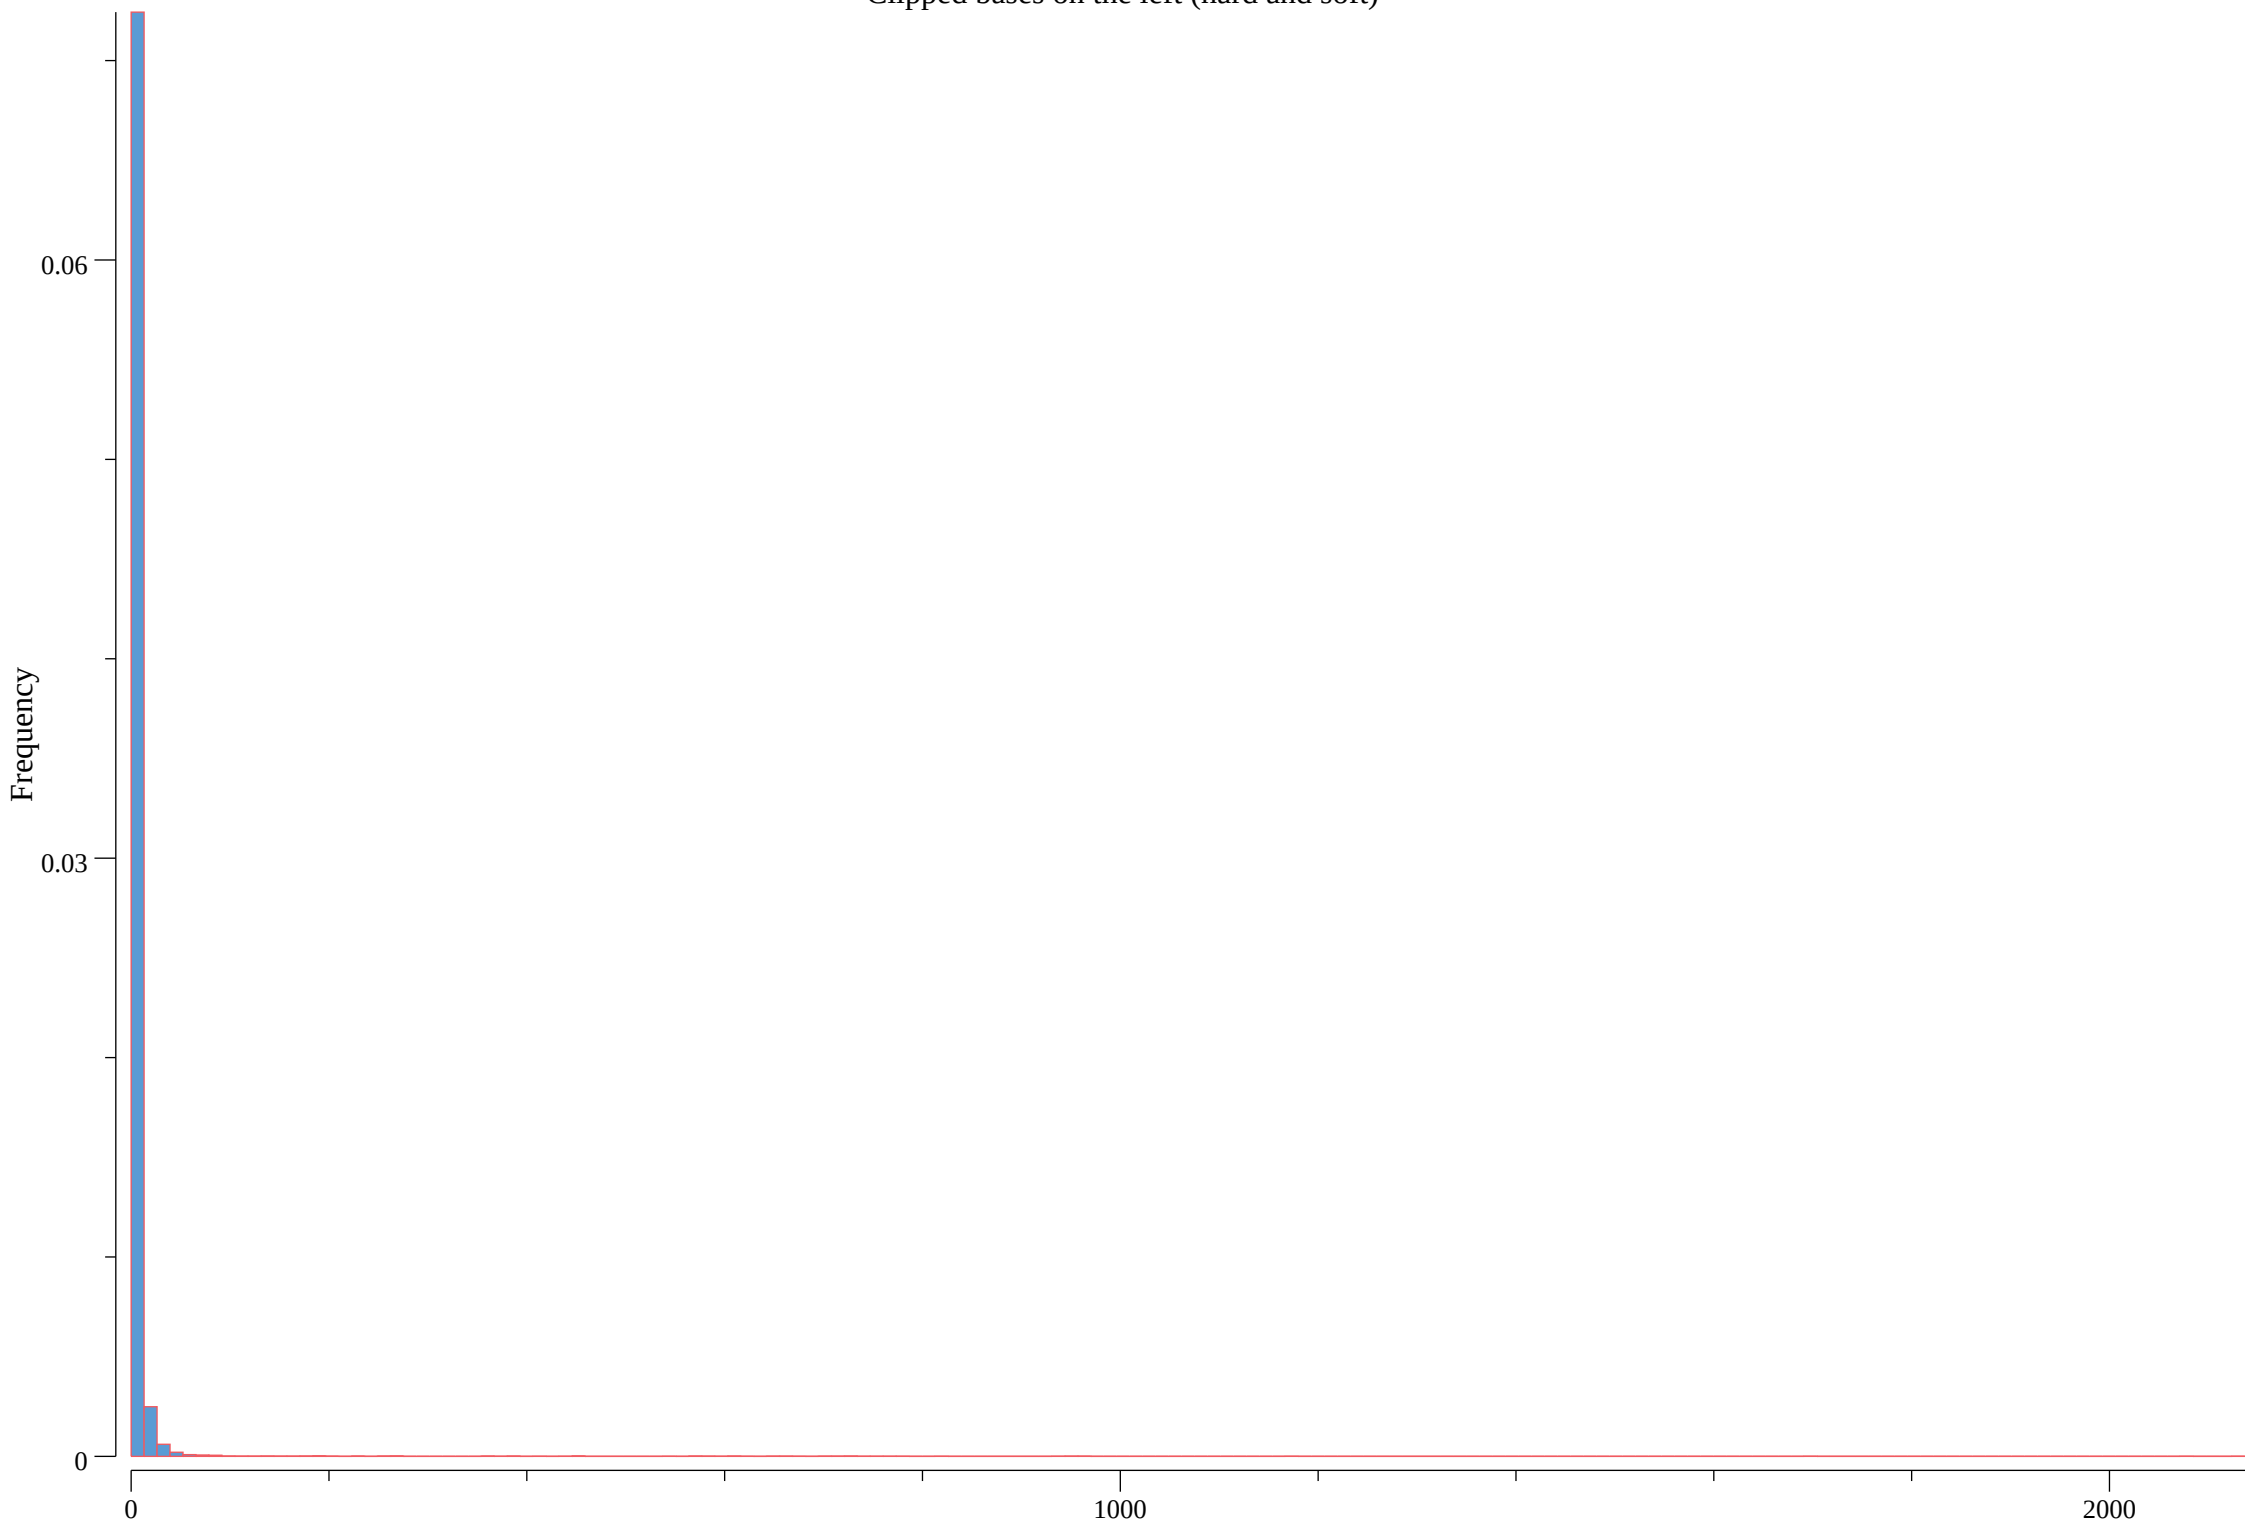 Clipped bases on the left (hard and soft)
0.06
Frequency
0.03
0
0 1000 2000